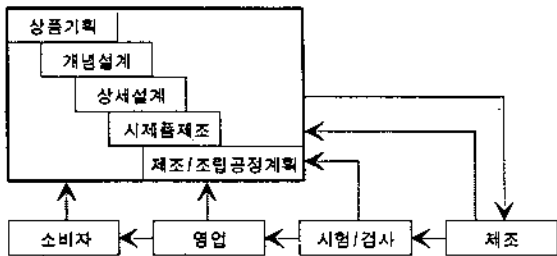 상품기획
개념설계
상세설계
시제품제조
제조/조립공정계획
소비자
영업
시험/검사
제조